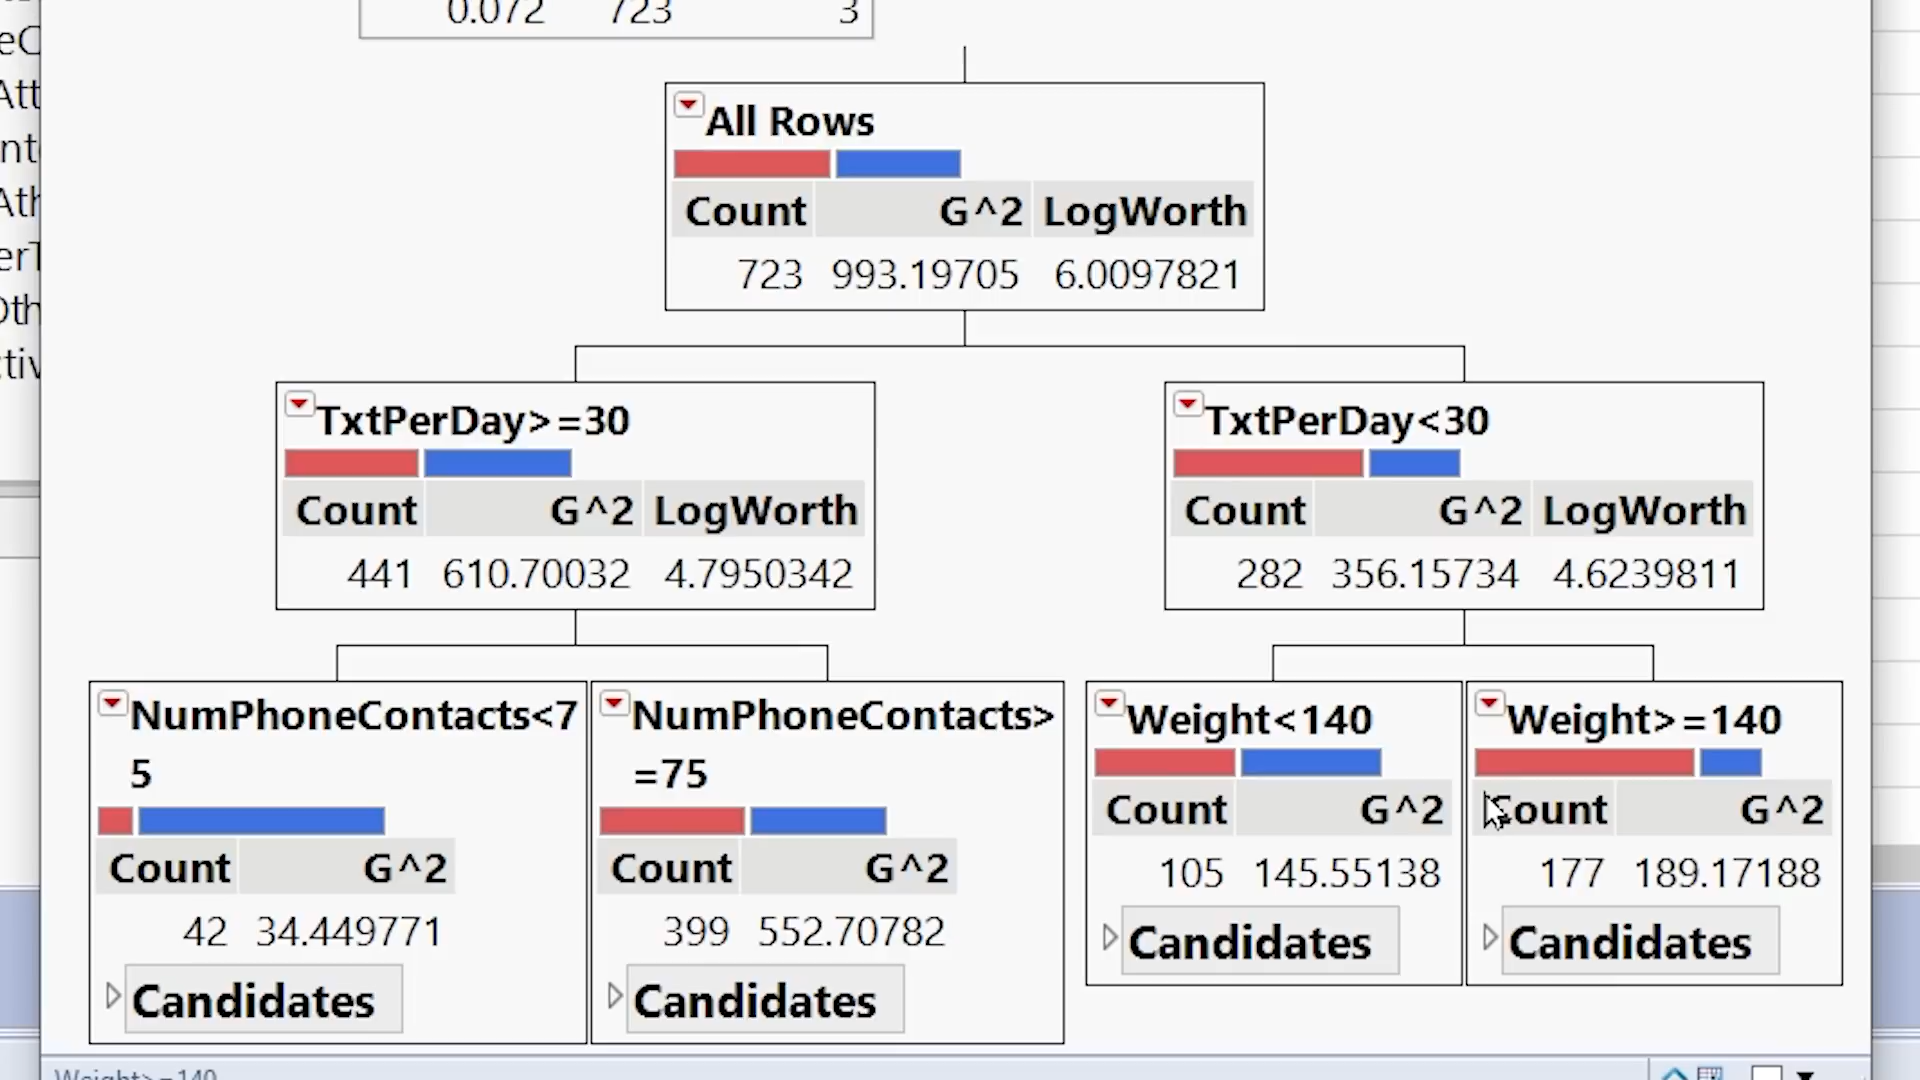 0.072 723 3
All Rows
Count G^2 LogWorth
723 993.19705 6.0097821
TxtPerDay>=30
Count G^2 LogWorth
441 610.70032 4.7950342
TxtPerDay<30
Count G^2 LogWorth
282 356.15734 4.6239811
NumPhoneContacts<7
5
Count G^2
42 34.449771
Candidates
NumPhoneContacts>
=75
Count G^2
399 552.70782
Candidates
Weight<140
Count G^2
105 145.55138
Candidates
Weight>=140
Count G^2
177 189.17188
Candidates
Weight>=140